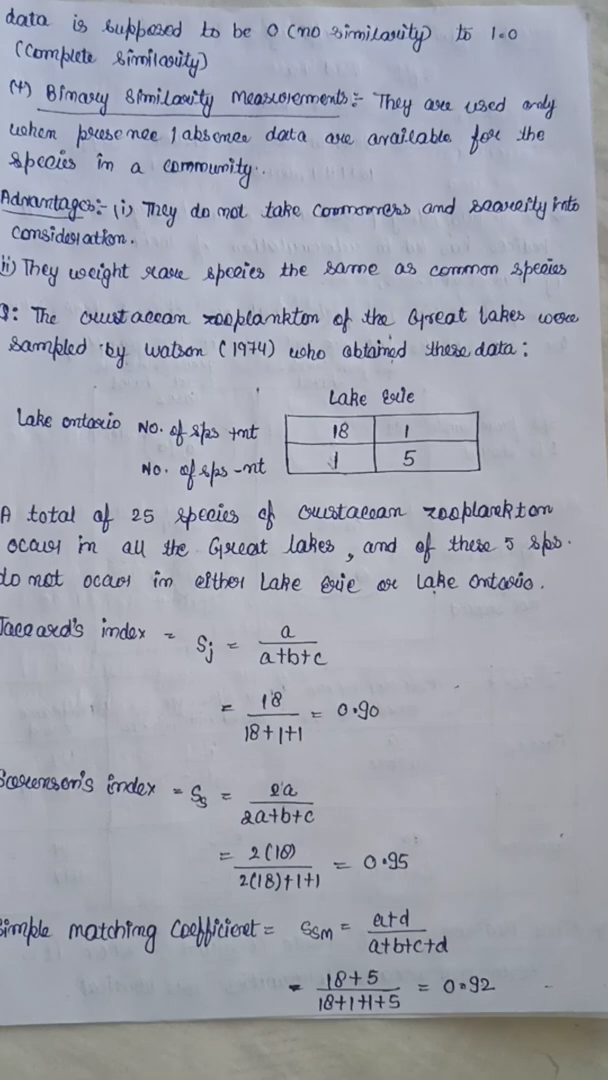 data is supposed to be 0 (no similarity) to 1.0
(complete similarity)
(*) Binary Similarity Measurements:- They are used only
when presence / absence data are available for the
species in a community.
Advantages:- (i) They do not take commonness and scarcity into
consideration.
ii) They weight rare species the same as common species
Q: The crustacean zooplankton of the Great lakes were
sampled by watson (1974) who obtained these data:
Lake Erie
Lake ontario No. of sps +nt 18 1
No. of sps -nt 1 5
A total of 25 species of crustacean zooplankton
occur in all the Great lakes, and of these 5 sps.
do not occur in either Lake Erie or Lake Ontario.
Jaccard's index = Sj = a / a+b+c
= 18 / 18+1+1 = 0.90
Sorenson's index = Ss = 2a / 2a+b+c
= 2(18) / 2(18)+1+1 = 0.95
Simple matching coefficient = SSM = a+d / a+b+c+d
= 18+5 / 18+1+1+5 = 0.92